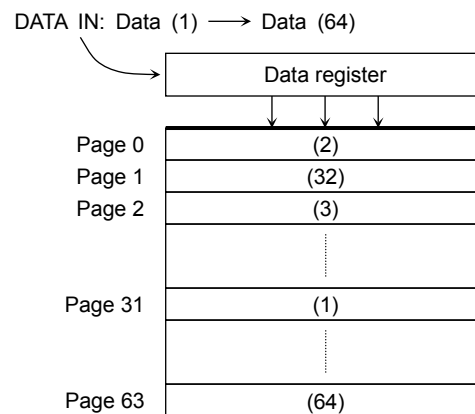 DATA IN: Data (1) ⟶ Data (64)
Data register
Page 0 (2)
Page 1 (32)
Page 2 (3)
Page 31 (1)
Page 63 (64)